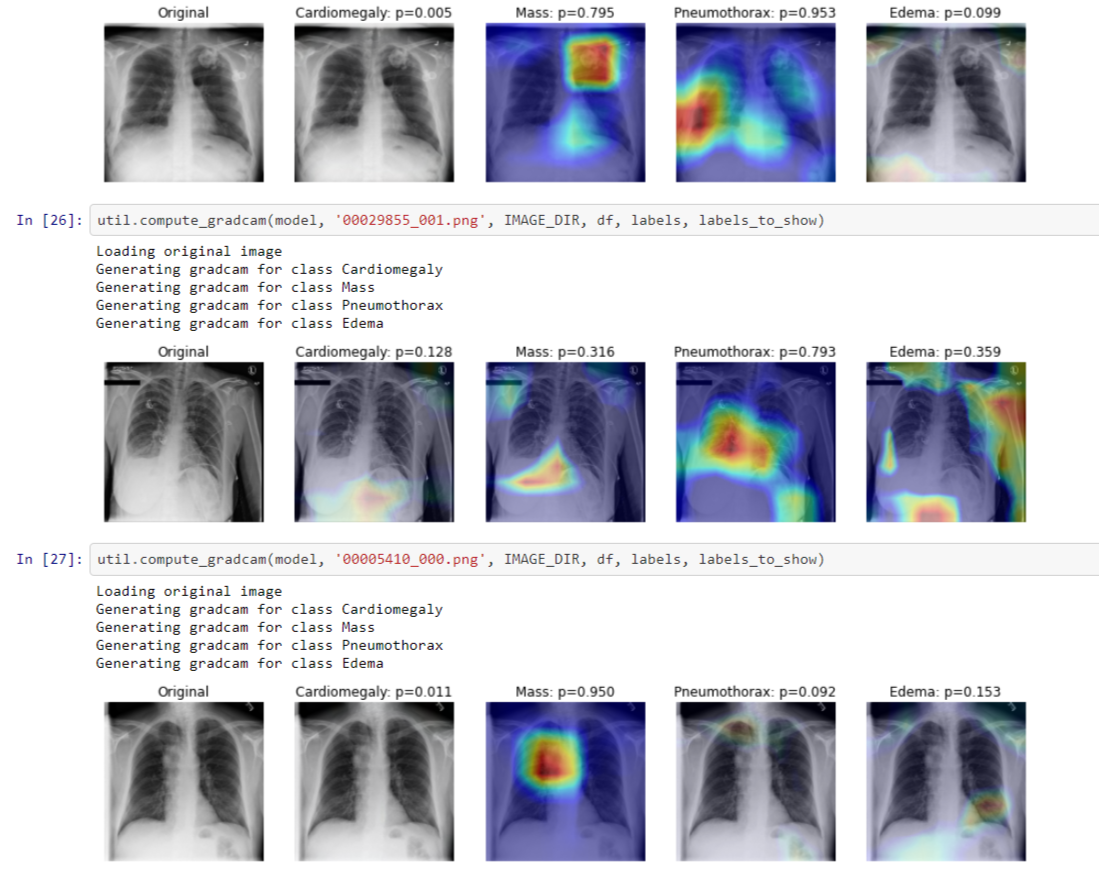 Original Cardiomegaly: p=0.005 Mass: p=0.795 Pneumothorax: p=0.953 Edema: p=0.099
In [26]: util.compute_gradcam(model, '00029855_001.png', IMAGE_DIR, df, labels, labels_to_show)
Loading original image
Generating gradcam for class Cardiomegaly
Generating gradcam for class Mass
Generating gradcam for class Pneumothorax
Generating gradcam for class Edema
Original Cardiomegaly: p=0.128 Mass: p=0.316 Pneumothorax: p=0.793 Edema: p=0.359
In [27]: util.compute_gradcam(model, '00005410_000.png', IMAGE_DIR, df, labels, labels_to_show)
Loading original image
Generating gradcam for class Cardiomegaly
Generating gradcam for class Mass
Generating gradcam for class Pneumothorax
Generating gradcam for class Edema
Original Cardiomegaly: p=0.011 Mass: p=0.950 Pneumothorax: p=0.092 Edema: p=0.153